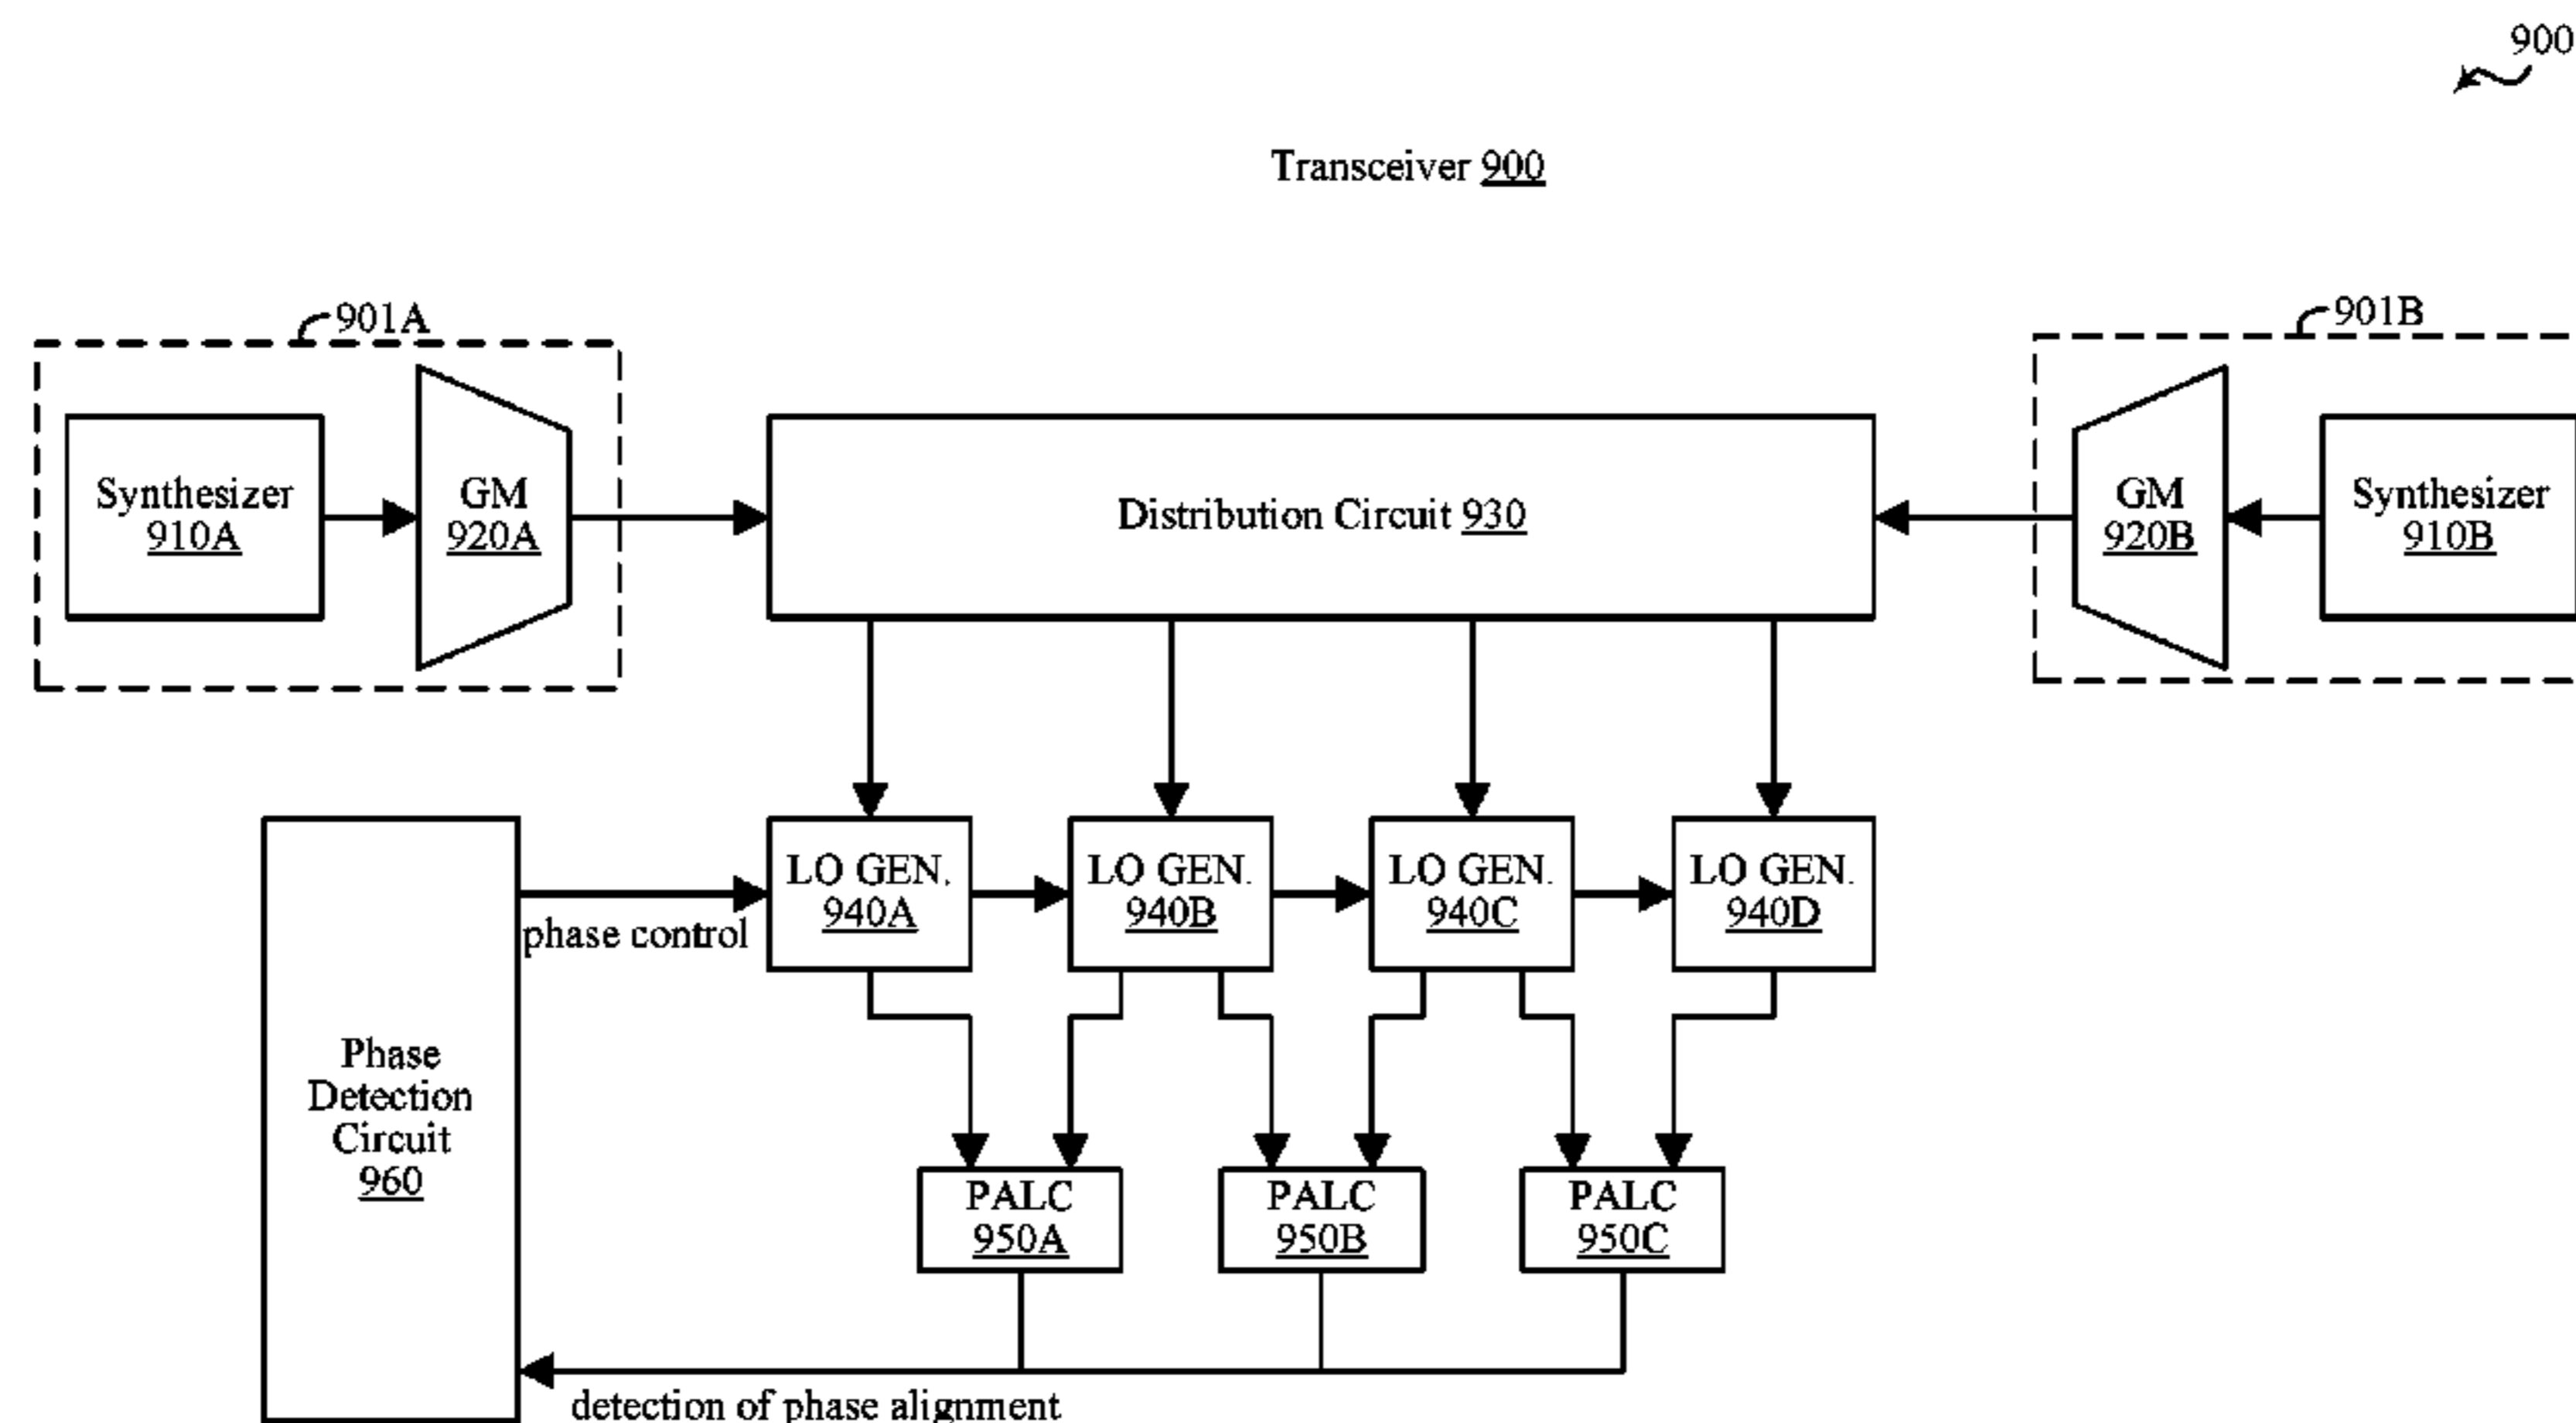 900
Transceiver 900
901A
901B
Synthesizer
910A
GM
920A
Distribution Circuit 930
GM
920B
Synthesizer
910B
LO GEN.
940A
LO GEN.
940B
LO GEN.
940C
LO GEN.
940D
phase control
Phase
Detection
Circuit
960
PALC
950A
PALC
950B
PALC
950C
detection of phase alignment